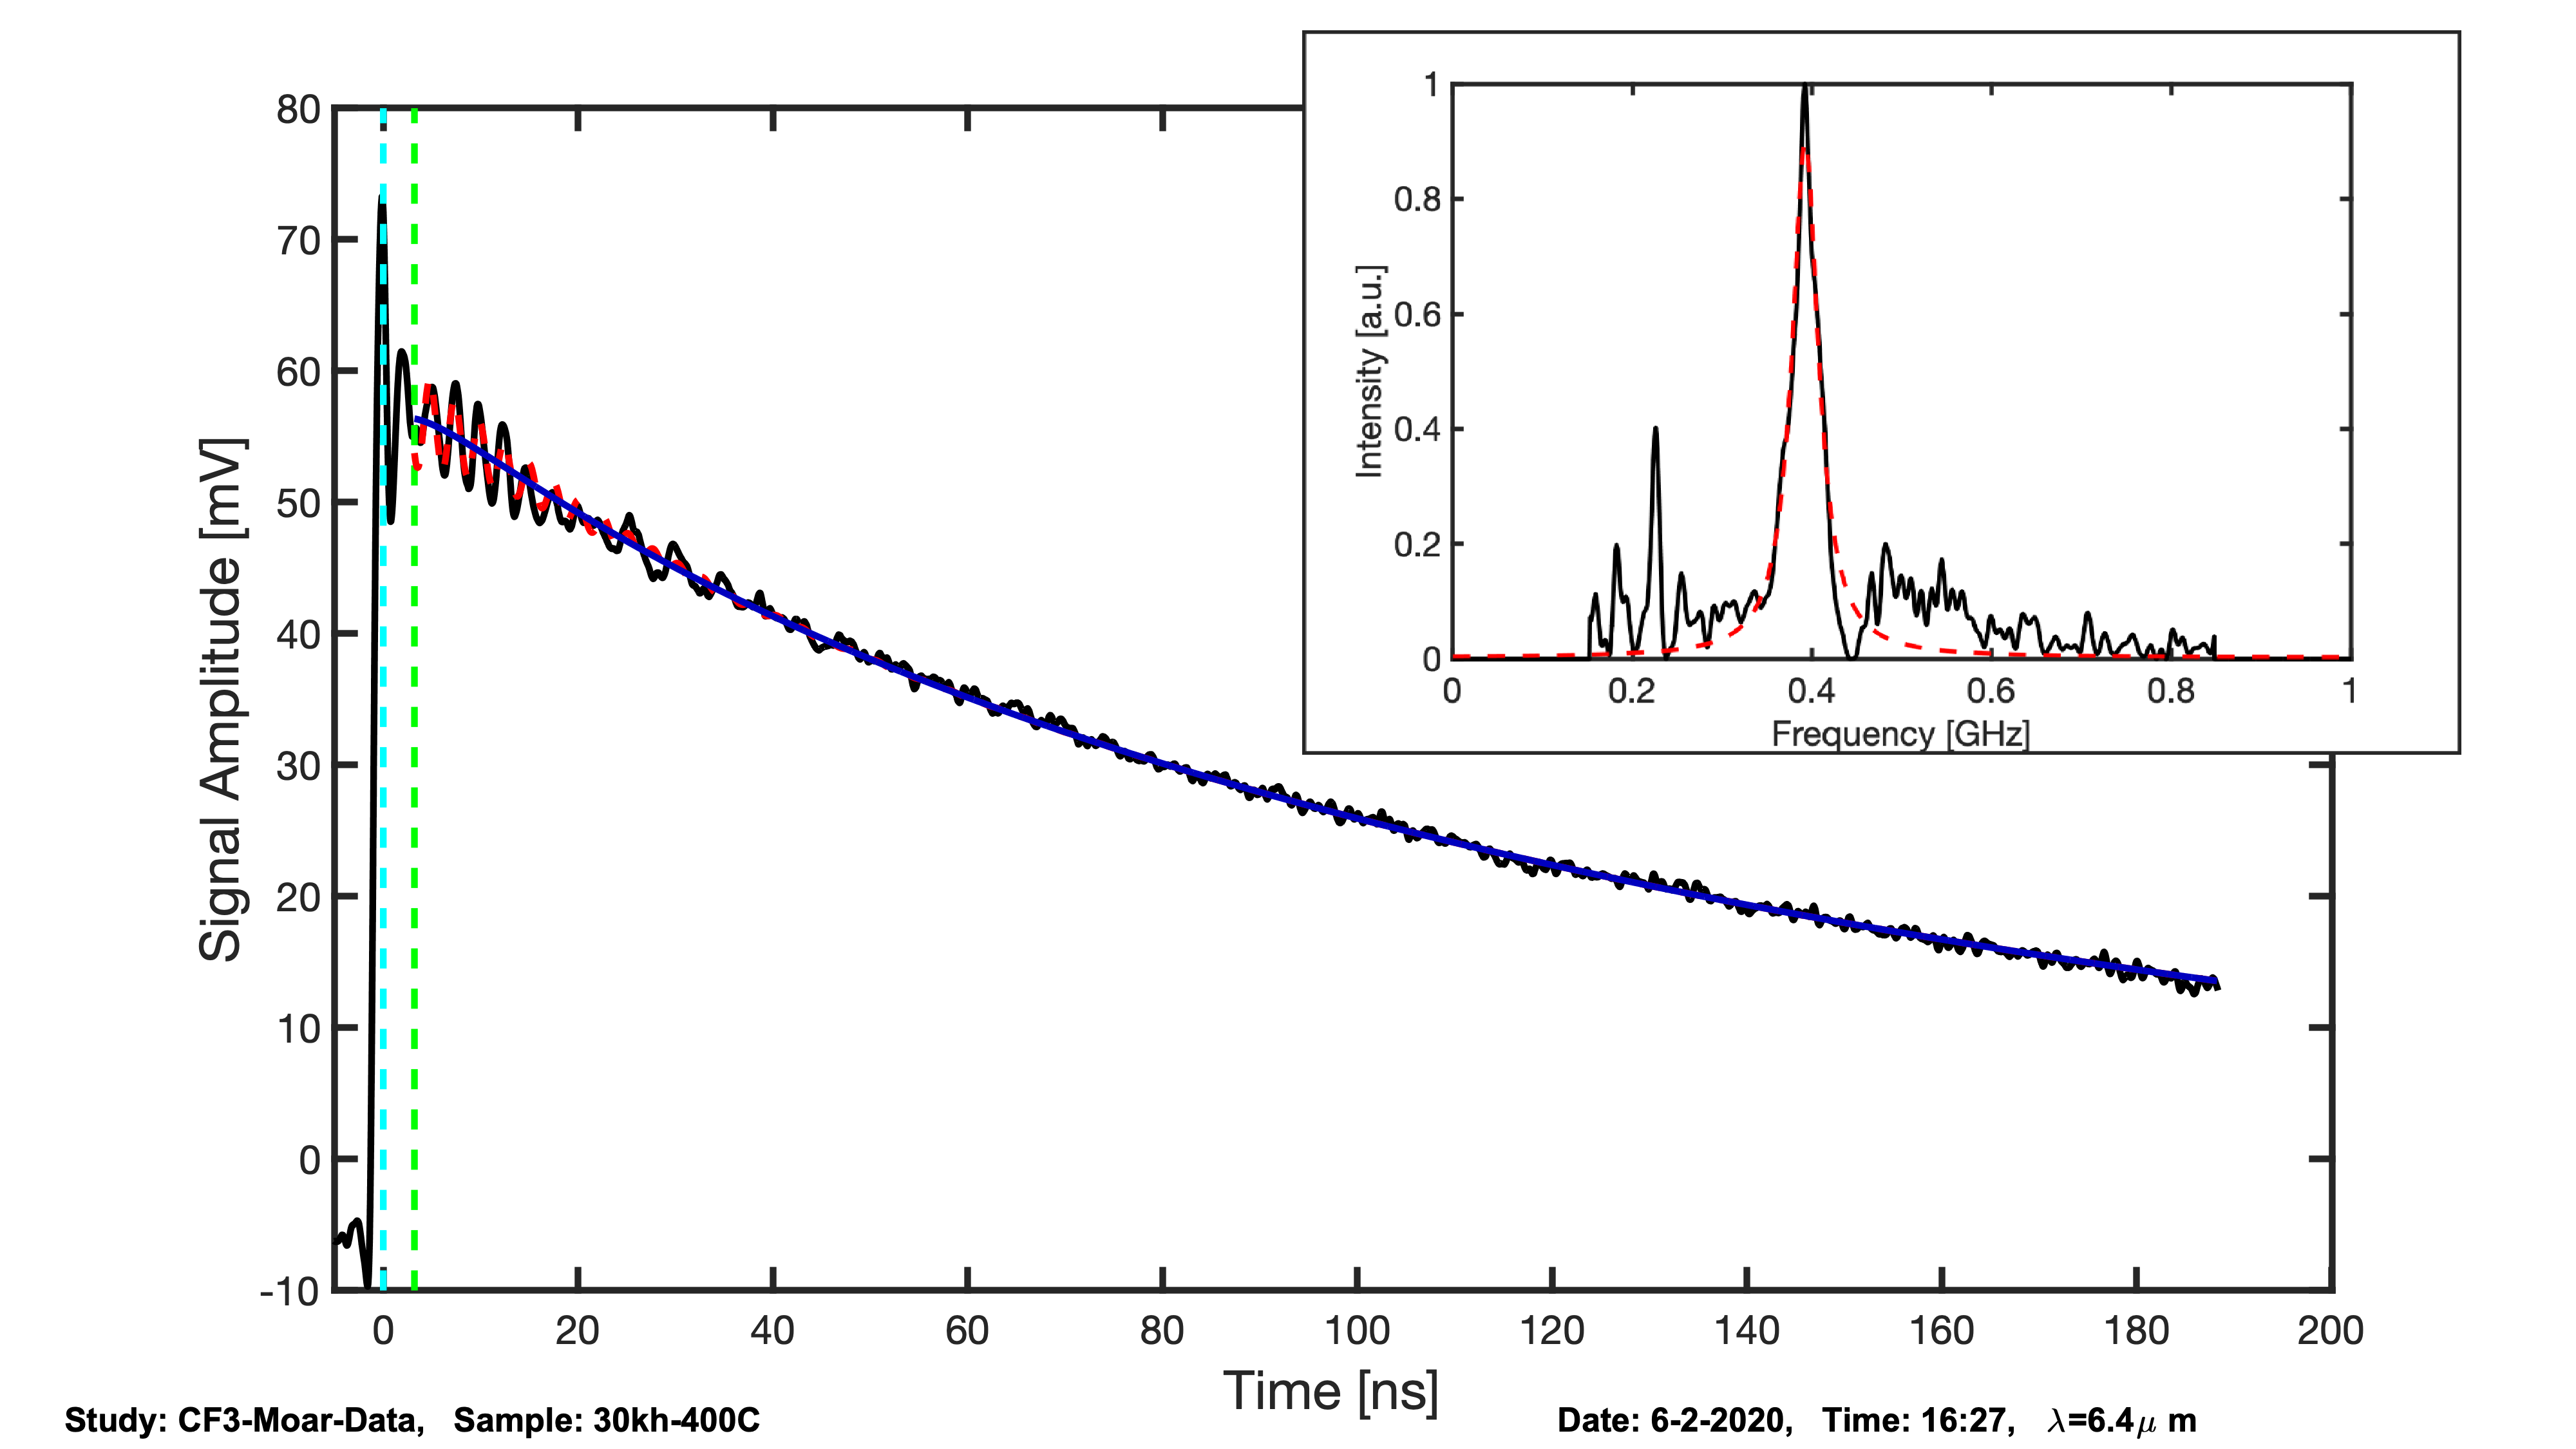 80
70
60
50
40
30
20
10
0
-10
Signal Amplitude [mV]
0 20 40 60 80 100 120 140 160 180 200
Time [ns]
1
0.8
0.6
0.4
0.2
0
Intensity [a.u.]
0 0.2 0.4 0.6 0.8 1
Frequency [GHz]
Study: CF3-Moar-Data, Sample: 30kh-400C
Date: 6-2-2020, Time: 16:27, λ=6.4μ m